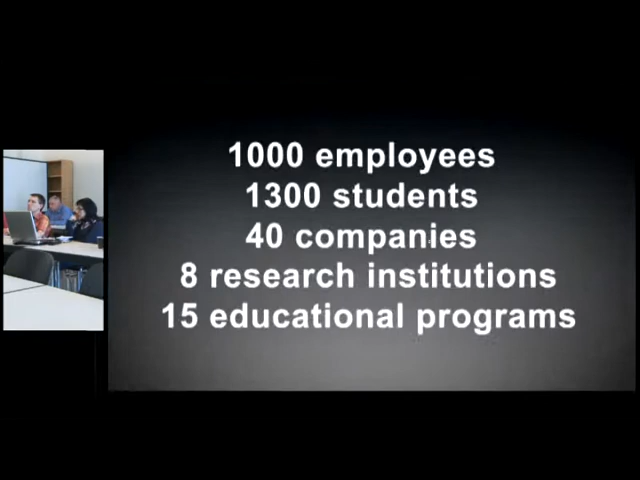 1000 employees
1300 students
40 companies
8 research institutions
15 educational programs